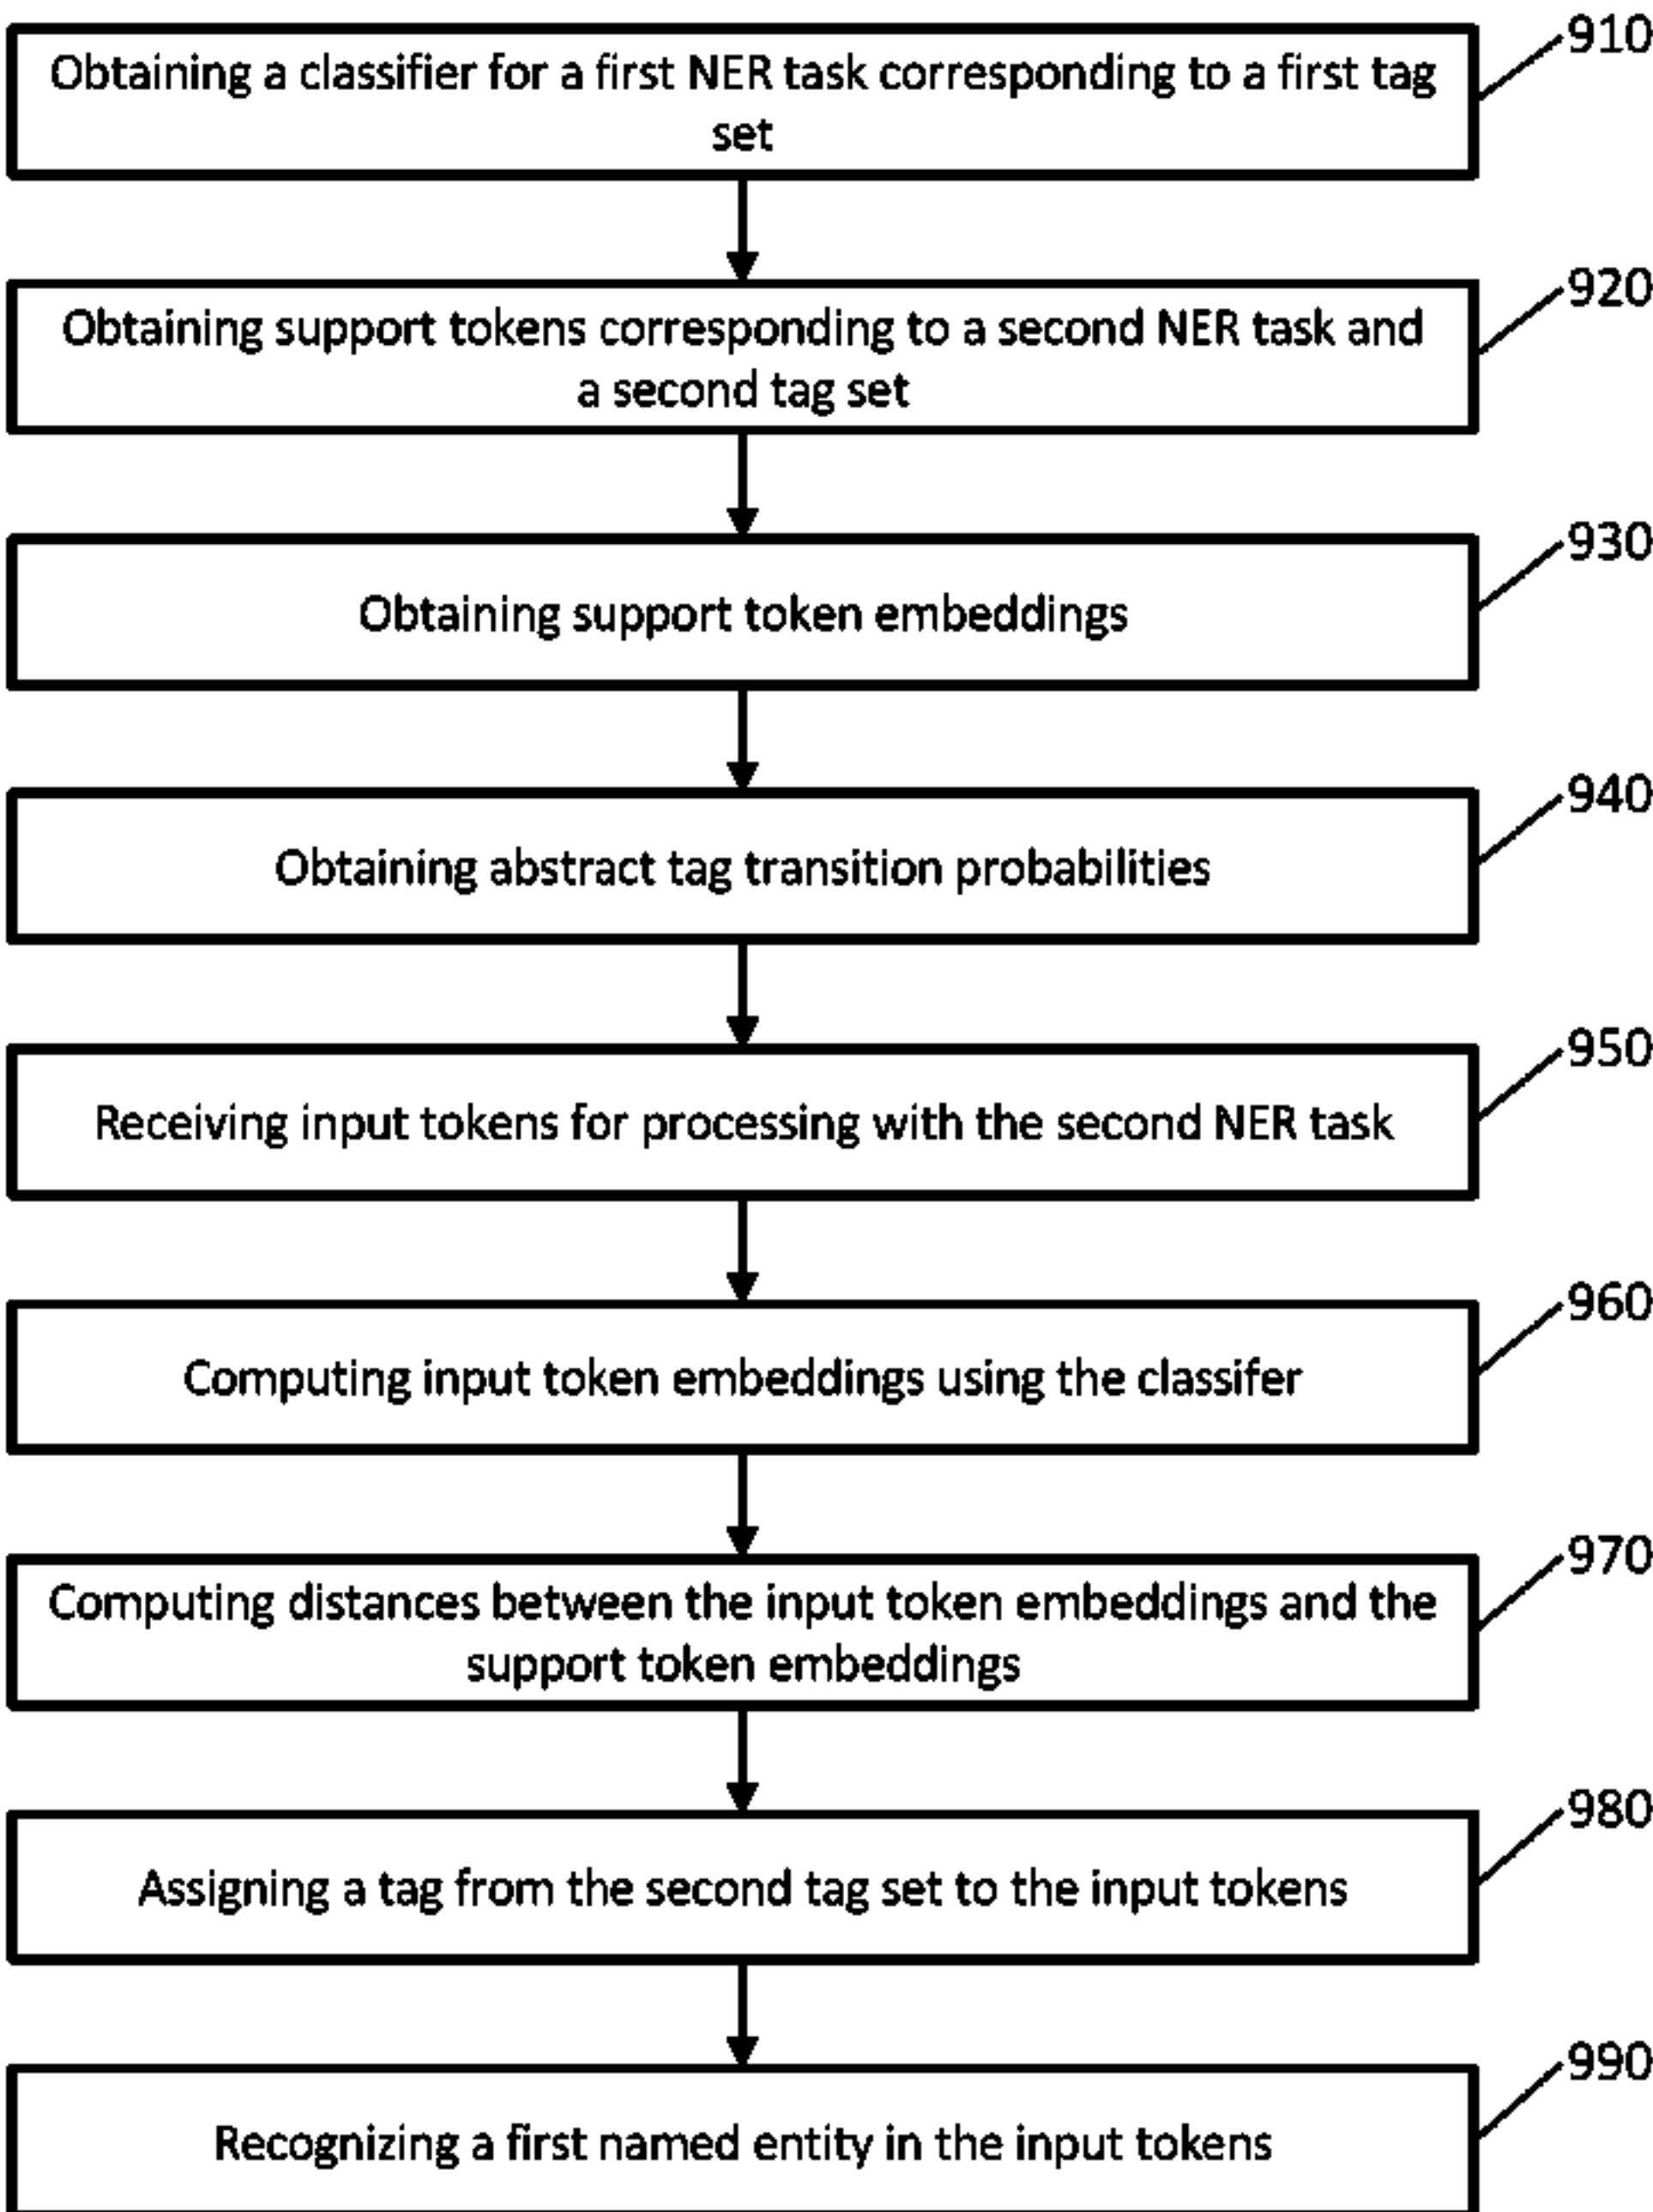 910
Obtaining a classifier for a first NER task corresponding to a first tag
set
920
Obtaining support tokens corresponding to a second NER task and
a second tag set
930
Obtaining support token embeddings
940
Obtaining abstract tag transition probabilities
950
Receiving input tokens for processing with the second NER task
960
Computing input token embeddings using the classifer
970
Computing distances between the input token embeddings and the
support token embeddings
980
Assigning a tag from the second tag set to the input tokens
990
Recognizing a first named entity in the input tokens